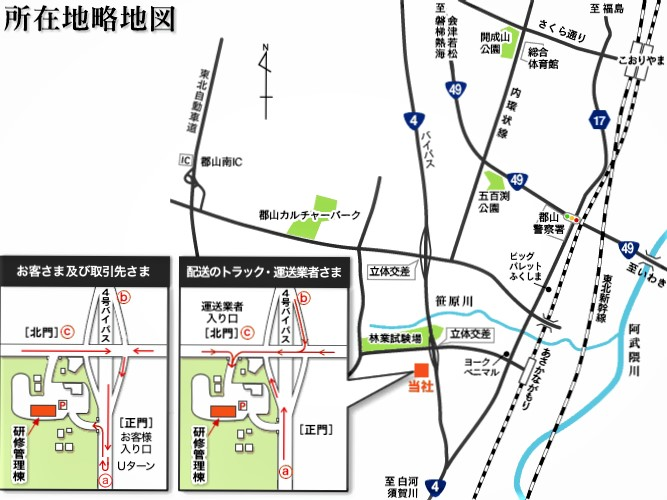 所在地略地図
至 磐梯熱海
会津若松
至 福島
さくら通り
開成山
公園
総合
体育館
こおりやま
N
東北自動車道
49
内環状線
4
バイパス
17
IC 郡山南IC
49
五百渕
公園
郡山カルチャーパーク
郡山
警察署
49
至 いわき
立体交差
ビッグ
パレット
ふくしま
東北新幹線
笹原川
阿武隈川
林業試験場
立体交差
ヨーク
ベニマル
あさかながもり
当社
至 白河
須賀川
4
お客さま及び取引先さま
4号バイパス
b
[北門] c
P
研修管理棟
[正門]
お客様
入り口
Uターン
a
配送のトラック・運送業者さま
4号バイパス
b
運送業者
入り口
[北門] c
P
研修管理棟
[正門]
a